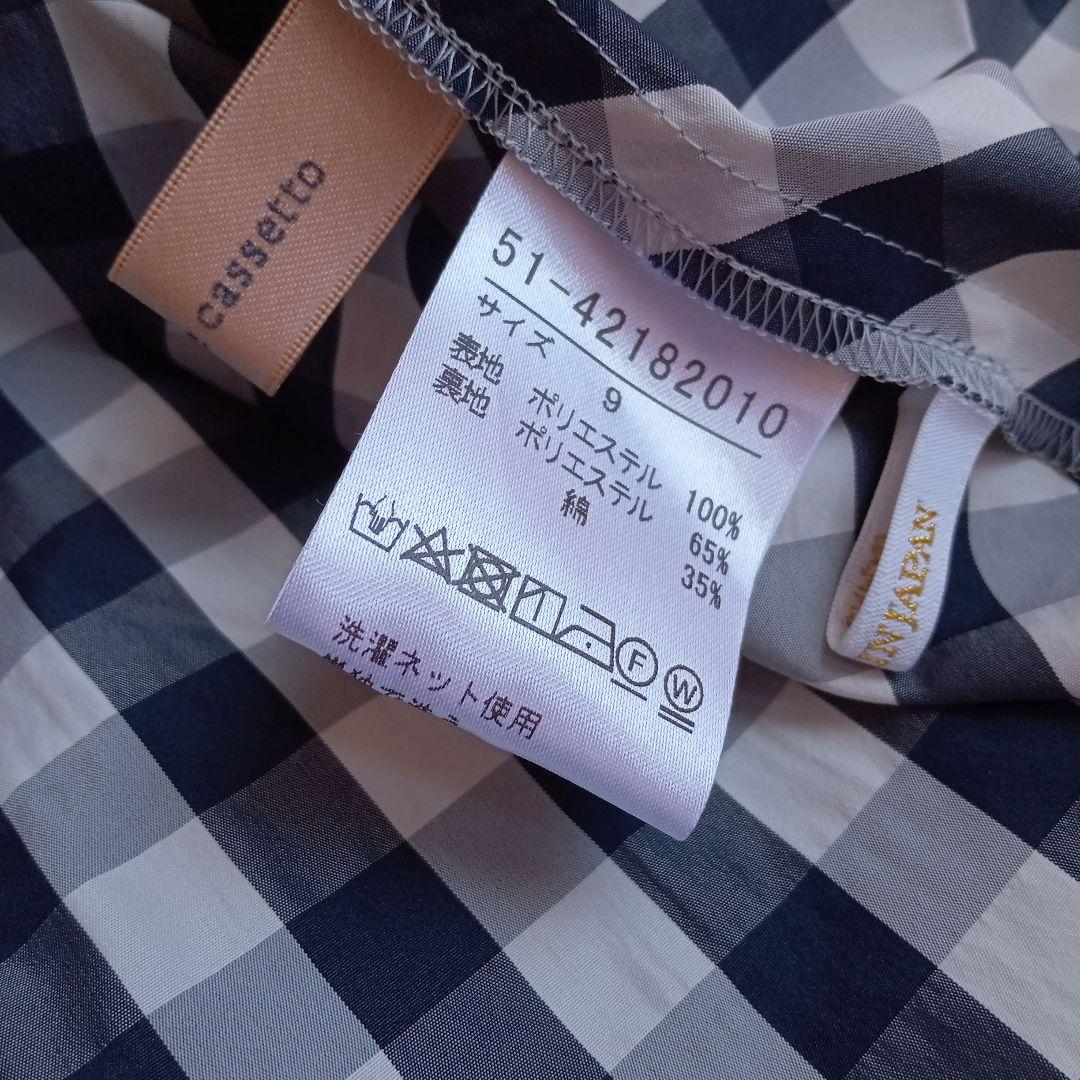 cassetto
51-42182010
サイズ 9
表地 ポリエステル 100%
裏地 ポリエステル 65%
綿 35%
F
W
洗濯ネット使用
N JAPAN